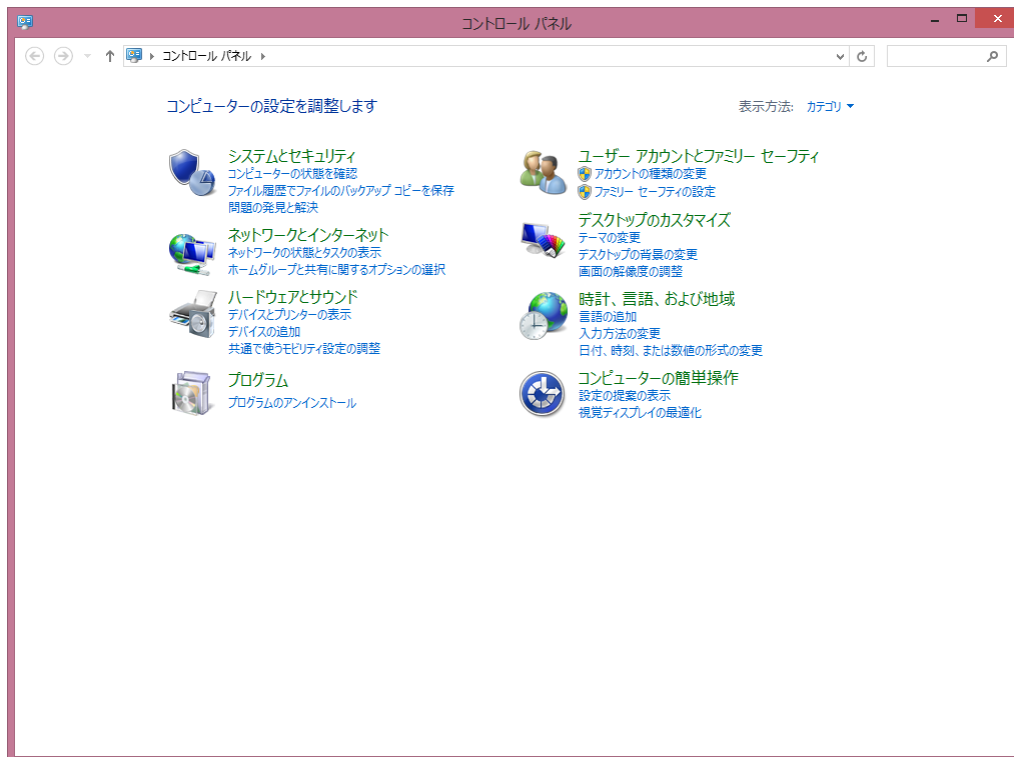 コントロール パネル
コントロール パネル
コンピューターの設定を調整します
表示方法: カテゴリ
システムとセキュリティ
コンピューターの状態を確認
ファイル履歴でファイルのバックアップ コピーを保存
問題の発見と解決
ネットワークとインターネット
ネットワークの状態とタスクの表示
ホームグループと共有に関するオプションの選択
ハードウェアとサウンド
デバイスとプリンターの表示
デバイスの追加
共通で使うモビリティ設定の調整
プログラム
プログラムのアンインストール
ユーザー アカウントとファミリー セーフティ
アカウントの種類の変更
ファミリー セーフティの設定
デスクトップのカスタマイズ
テーマの変更
デスクトップの背景の変更
画面の解像度の調整
時計、言語、および地域
言語の追加
入力方法の変更
日付、時刻、または数値の形式の変更
コンピューターの簡単操作
設定の提案の表示
視覚ディスプレイの最適化